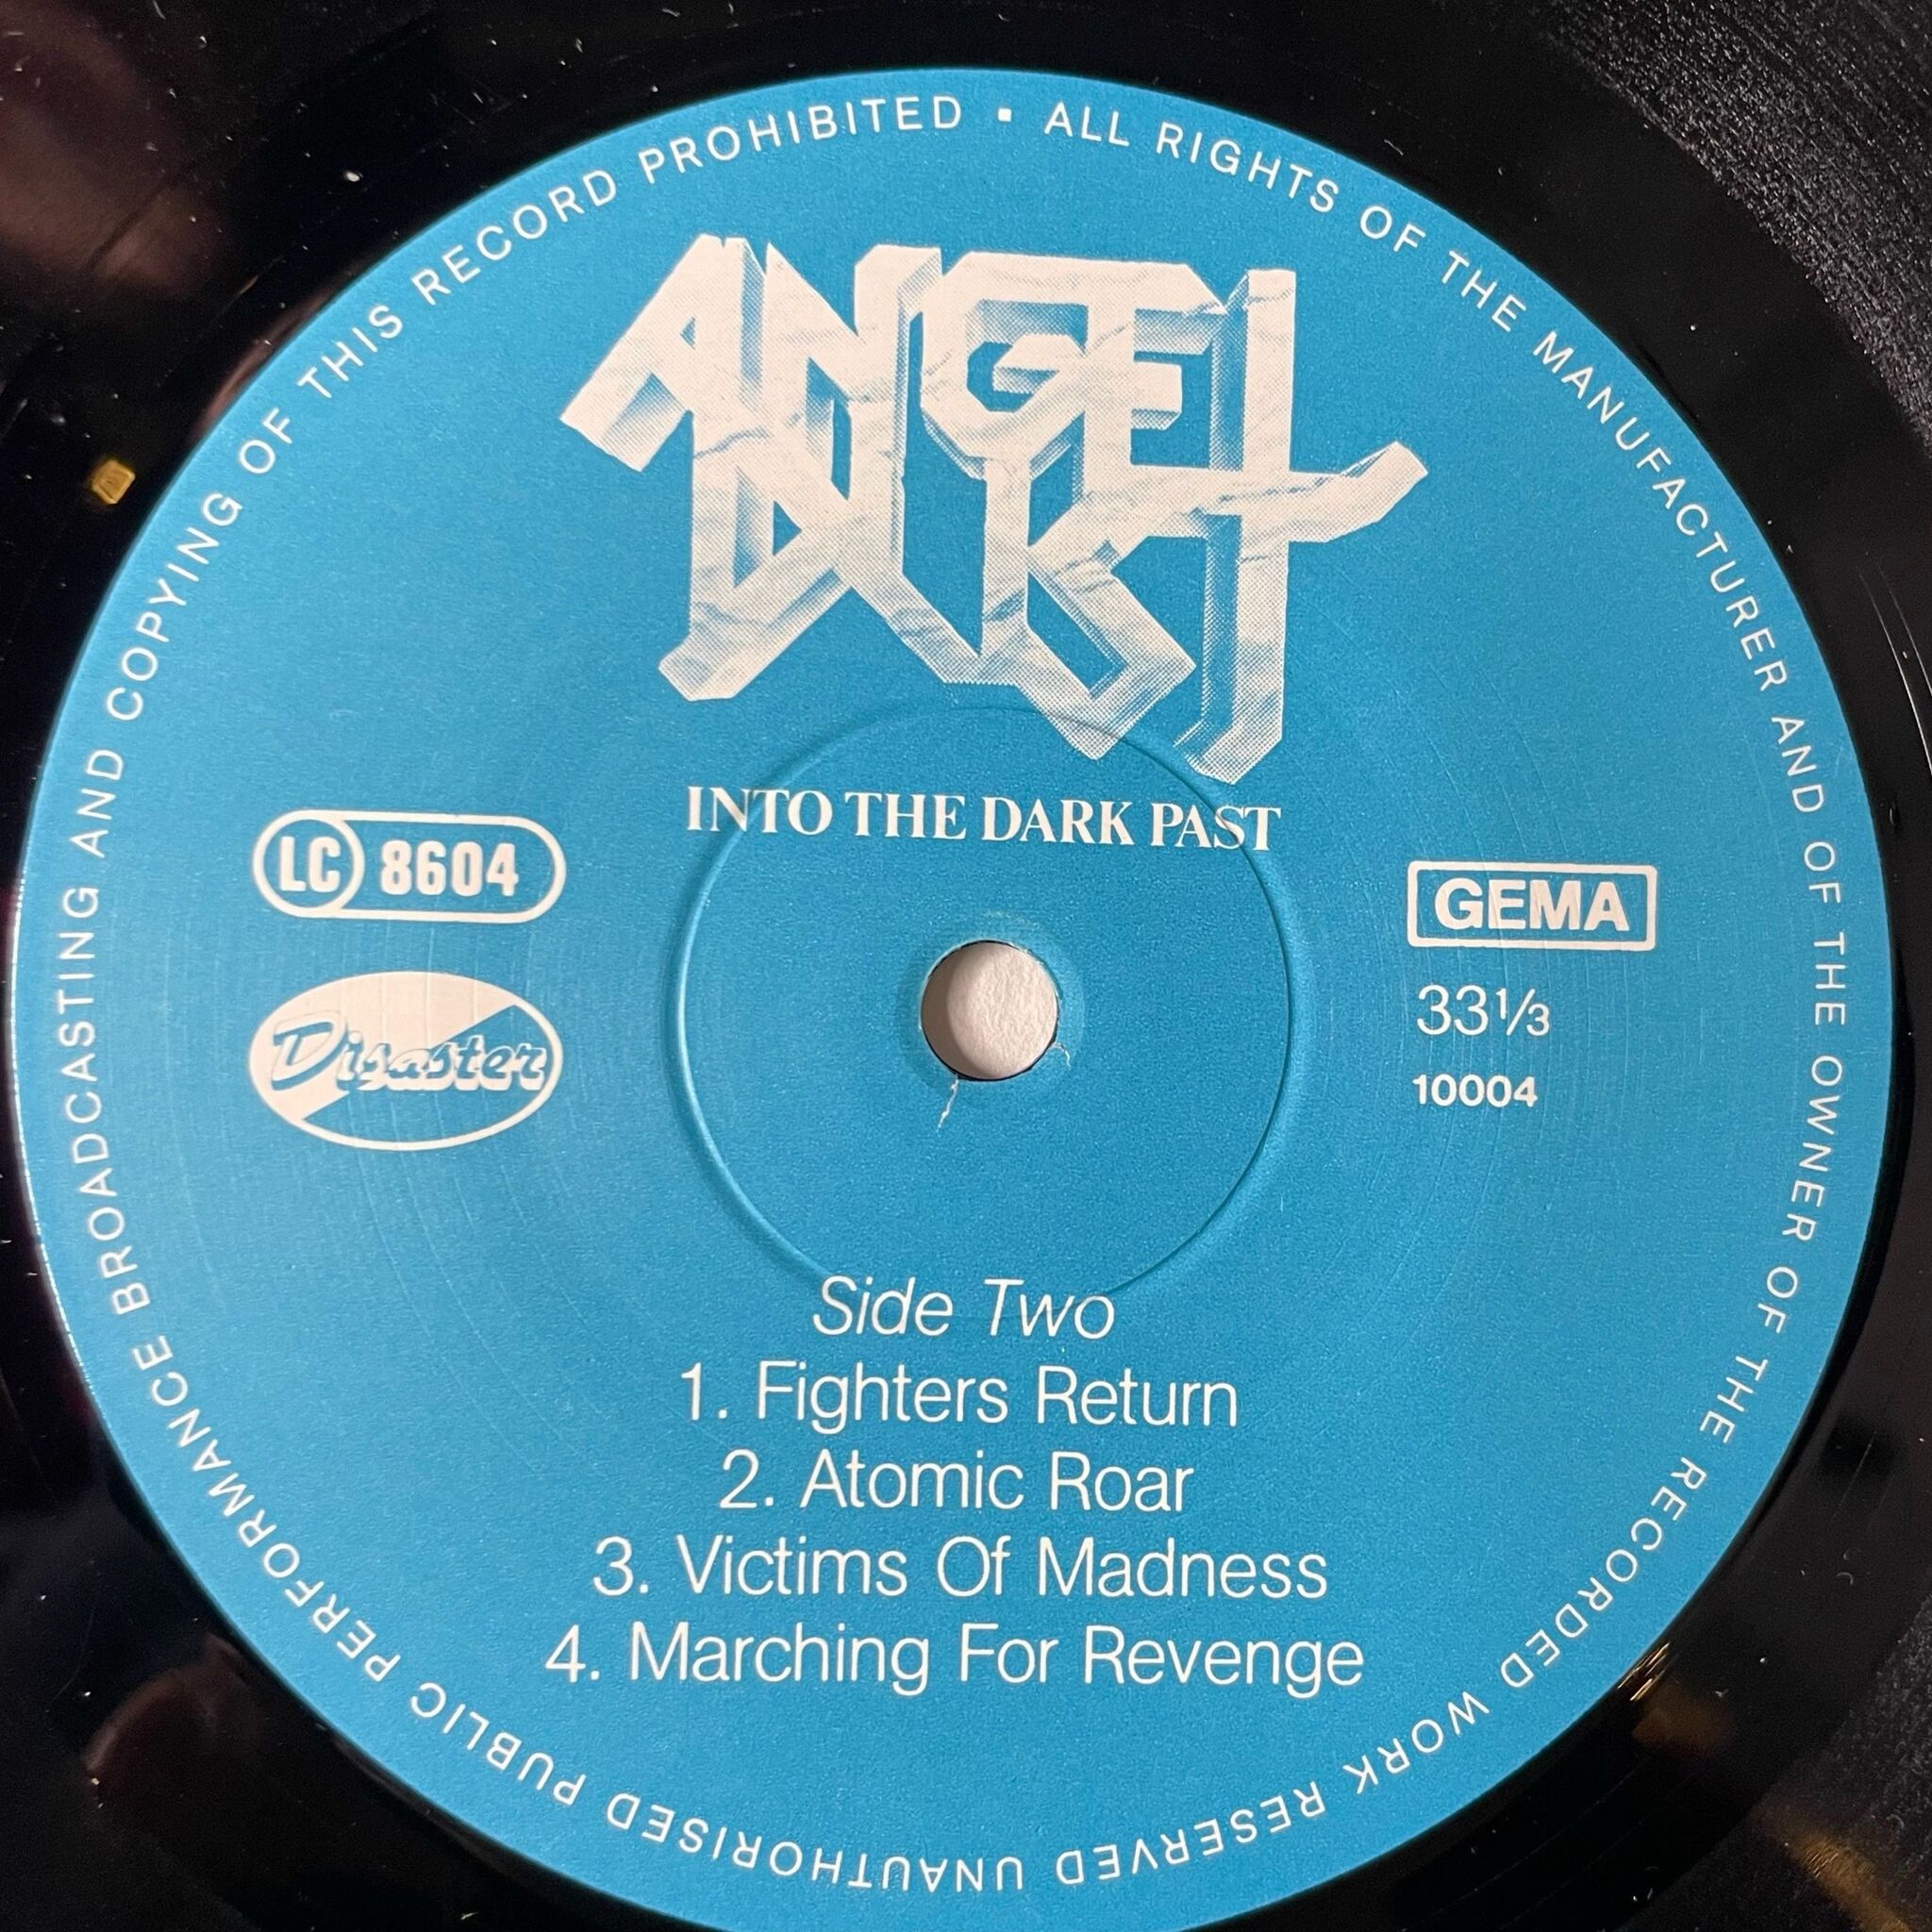 ALL RIGHTS OF THE MANUFACTURER AND OF THE OWNER OF THE RECORDED WORK RESERVED UNAUTHORISED PUBLIC PERFORMANCE BROADCASTING AND COPYING OF THIS RECORD PROHIBITED ▪
ANGEL
DUST
INTO THE DARK PAST
LC 8604
Disaster
GEMA
33⅓
10004
Side Two
1. Fighters Return
2. Atomic Roar
3. Victims Of Madness
4. Marching For Revenge